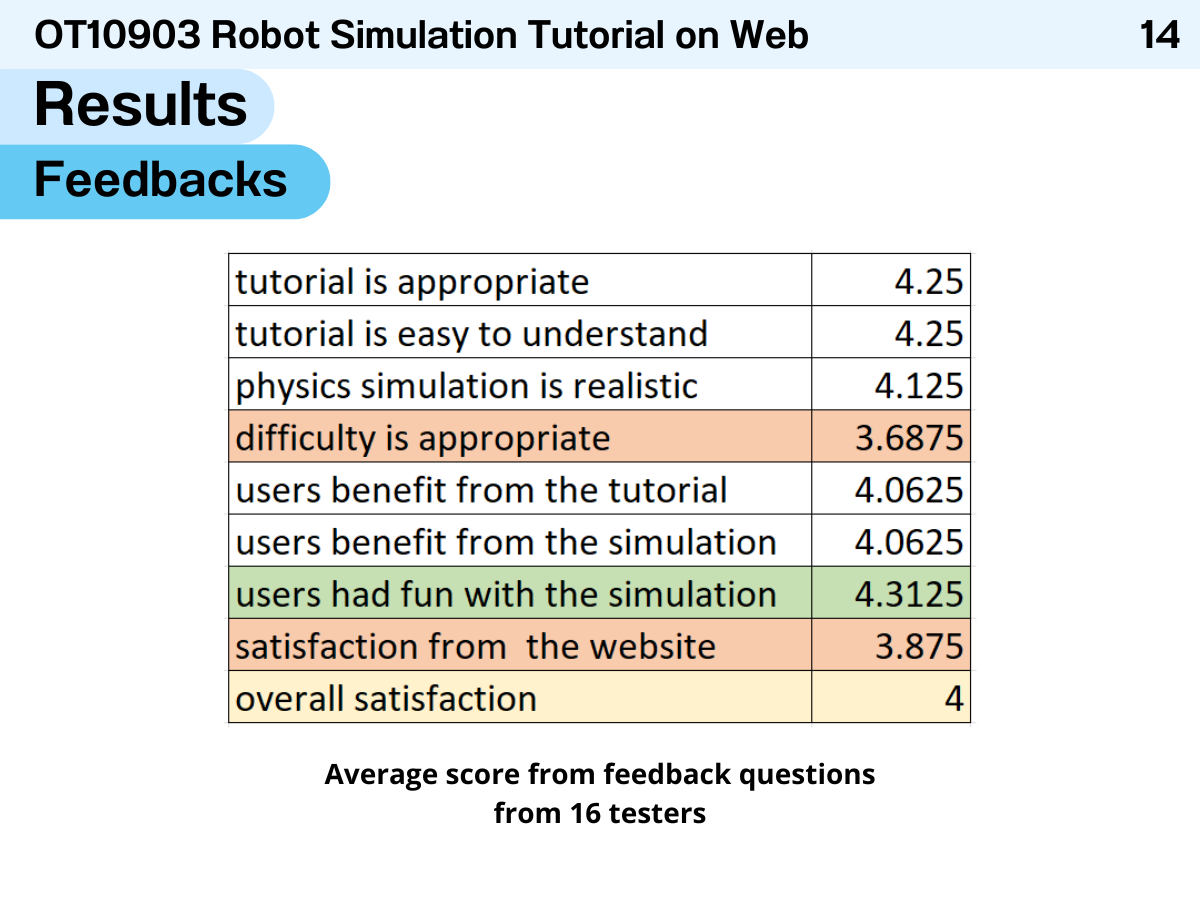 OT10903 Robot Simulation Tutorial on Web 14
Results
Feedbacks
tutorial is appropriate 4.25
tutorial is easy to understand 4.25
physics simulation is realistic 4.125
difficulty is appropriate 3.6875
users benefit from the tutorial 4.0625
users benefit from the simulation 4.0625
users had fun with the simulation 4.3125
satisfaction from  the website 3.875
overall satisfaction 4
Average score from feedback questions
from 16 testers